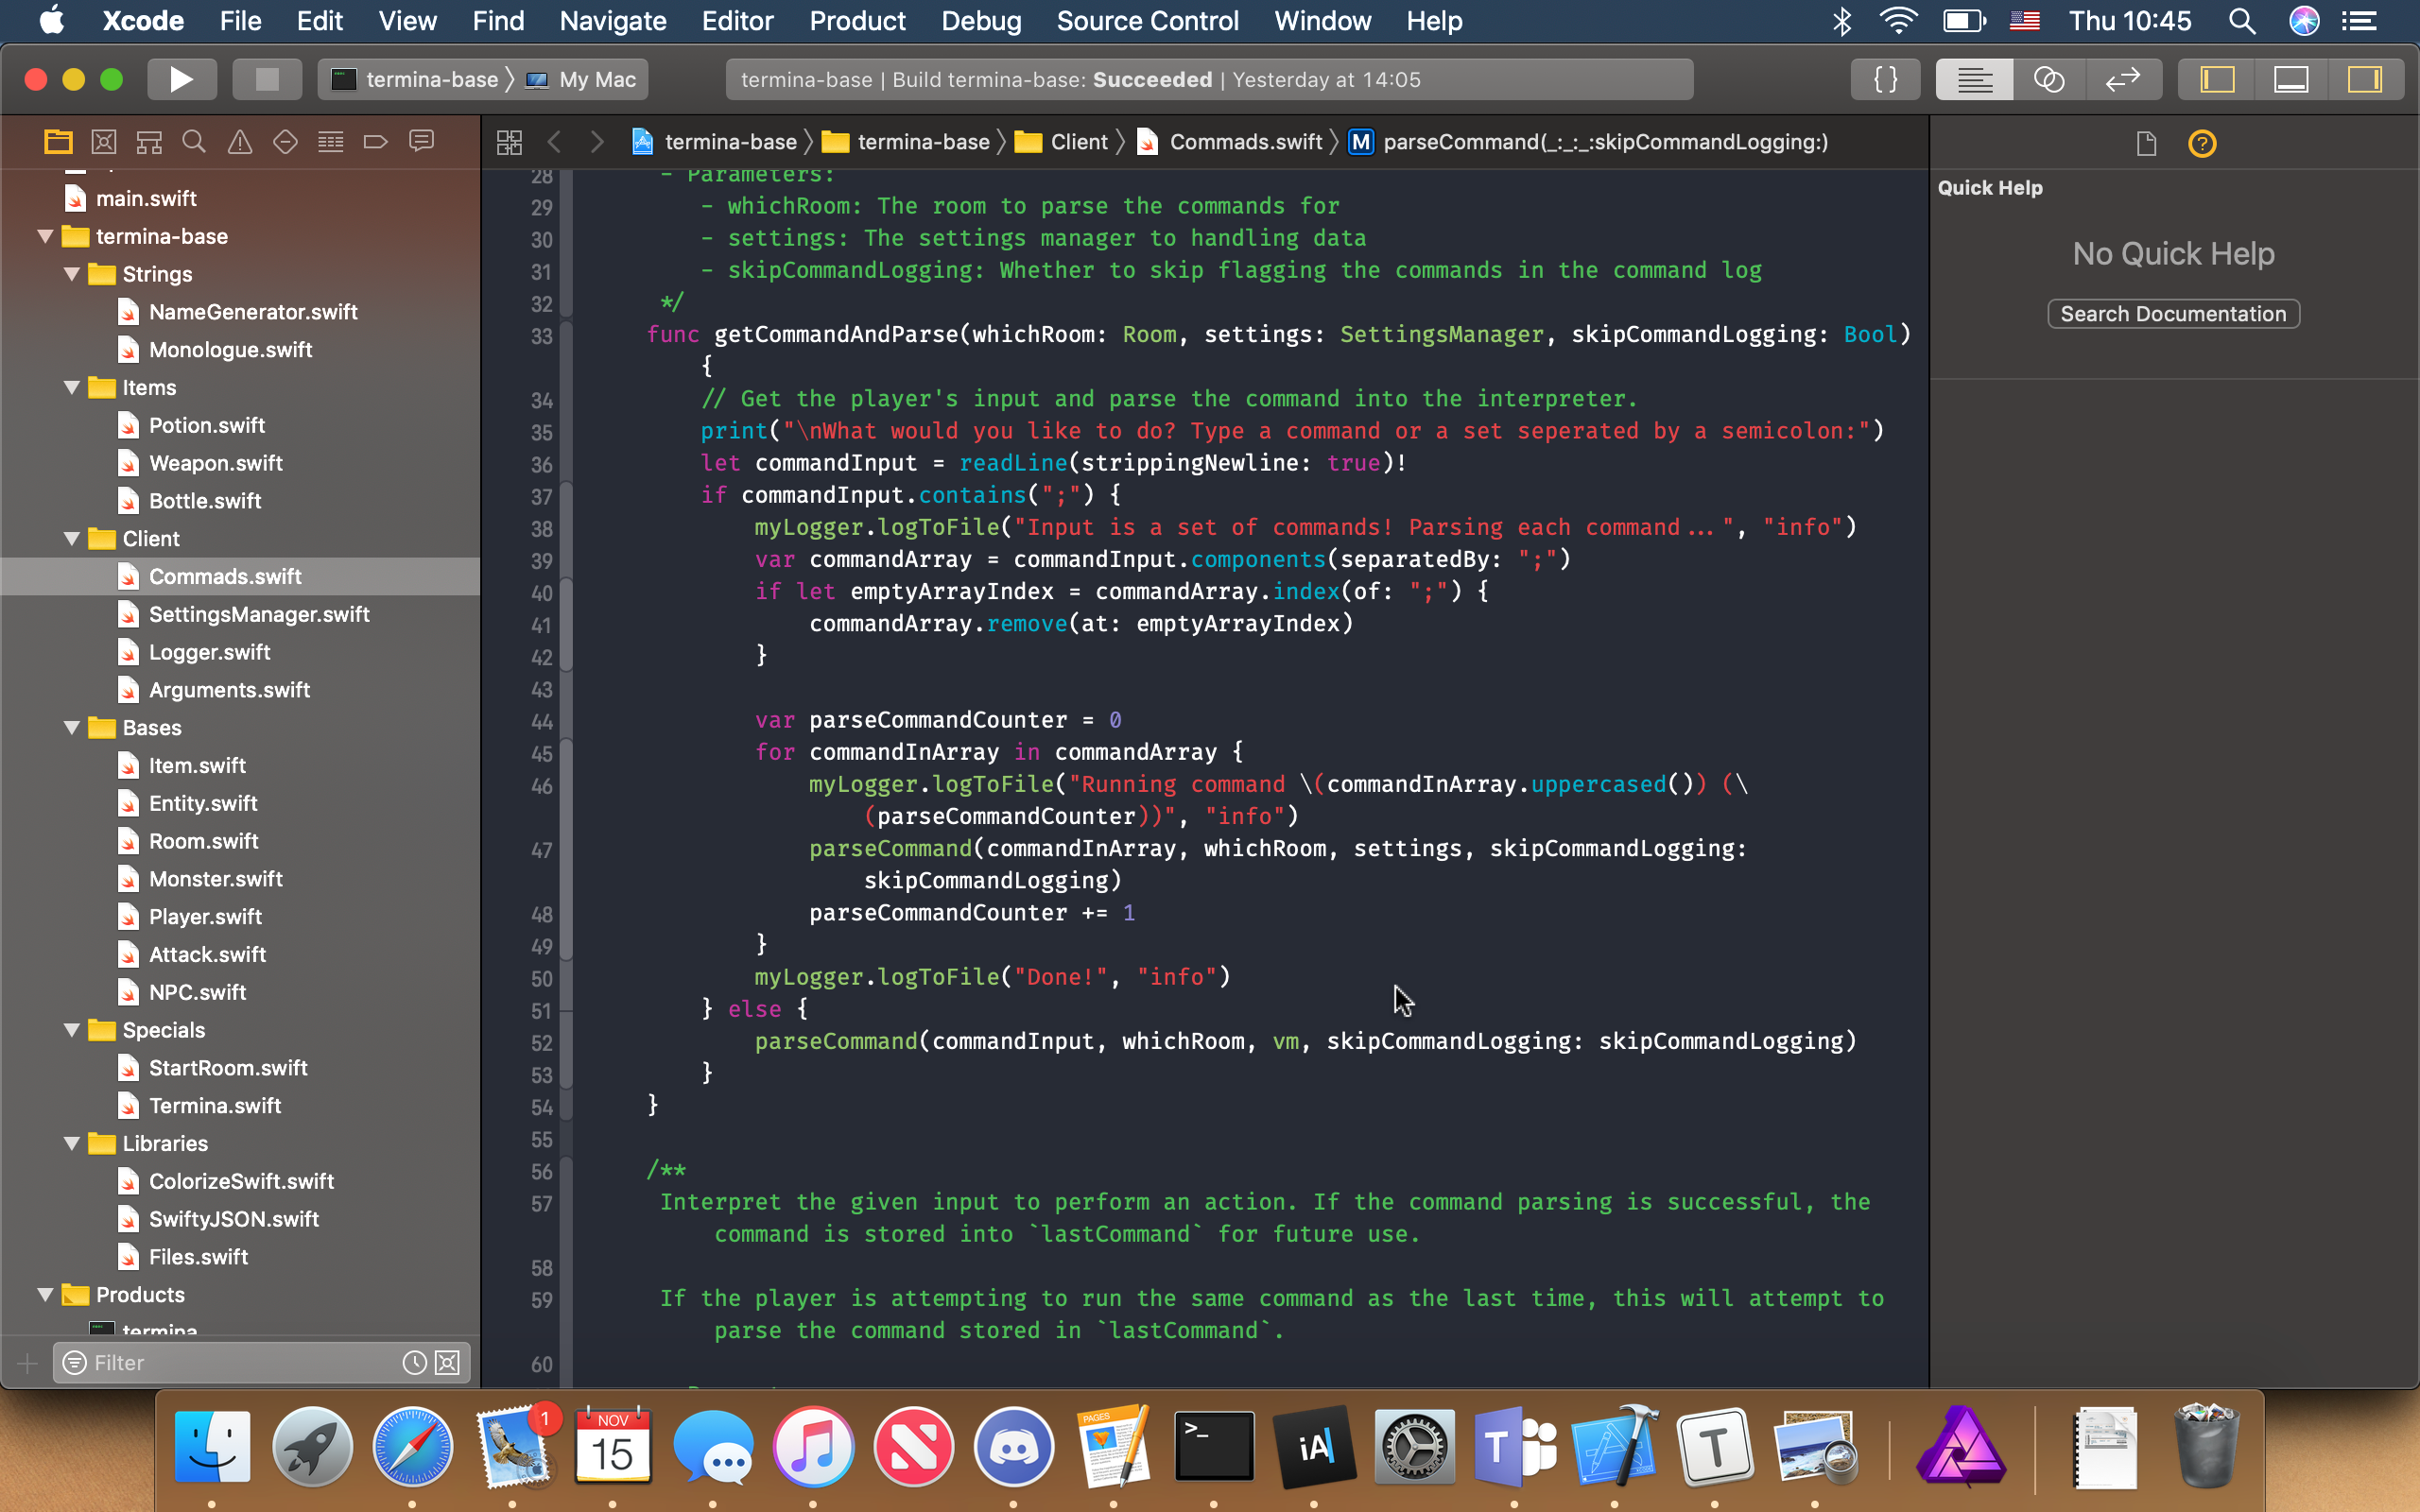 Xcode File Edit View Find Navigate Editor Product Debug Source Control Window Help Thu 10:45
termina-base My Mac
termina-base | Build termina-base: Succeeded | Yesterday at 14:05
{ }
termina-base termina-base Client Commads.swift M parseCommand(_:_:_:skipCommandLogging:)
main.swift
termina-base
Strings
NameGenerator.swift
Monologue.swift
Items
Potion.swift
Weapon.swift
Bottle.swift
Client
Commads.swift
SettingsManager.swift
Logger.swift
Arguments.swift
Bases
Item.swift
Entity.swift
Room.swift
Monster.swift
Player.swift
Attack.swift
NPC.swift
Specials
StartRoom.swift
Termina.swift
Libraries
ColorizeSwift.swift
SwiftyJSON.swift
Files.swift
Products
termina
Filter
28 - Parameters:
29 - whichRoom: The room to parse the commands for
30 - settings: The settings manager to handling data
31 - skipCommandLogging: Whether to skip flagging the commands in the command log
32 */
33 func getCommandAndParse(whichRoom: Room, settings: SettingsManager, skipCommandLogging: Bool)
{
34 // Get the player's input and parse the command into the interpreter.
35 print("\nWhat would you like to do? Type a command or a set seperated by a semicolon:")
36 let commandInput = readLine(strippingNewline: true)!
37 if commandInput.contains(";") {
38 myLogger.logToFile("Input is a set of commands! Parsing each command...", "info")
39 var commandArray = commandInput.components(separatedBy: ";")
40 if let emptyArrayIndex = commandArray.index(of: ";") {
41 commandArray.remove(at: emptyArrayIndex)
42 }
43
44 var parseCommandCounter = 0
45 for commandInArray in commandArray {
46 myLogger.logToFile("Running command \(commandInArray.uppercased()) (\
(parseCommandCounter))", "info")
47 parseCommand(commandInArray, whichRoom, settings, skipCommandLogging:
skipCommandLogging)
48 parseCommandCounter += 1
49 }
50 myLogger.logToFile("Done!", "info")
51 } else {
52 parseCommand(commandInput, whichRoom, vm, skipCommandLogging: skipCommandLogging)
53 }
54 }
55
56 /**
57 Interpret the given input to perform an action. If the command parsing is successful, the
command is stored into `lastCommand` for future use.
58
59 If the player is attempting to run the same command as the last time, this will attempt to
parse the command stored in `lastCommand`.
60
Quick Help
No Quick Help
Search Documentation
1
NOV
15
PAGES
>_
iA
T
T